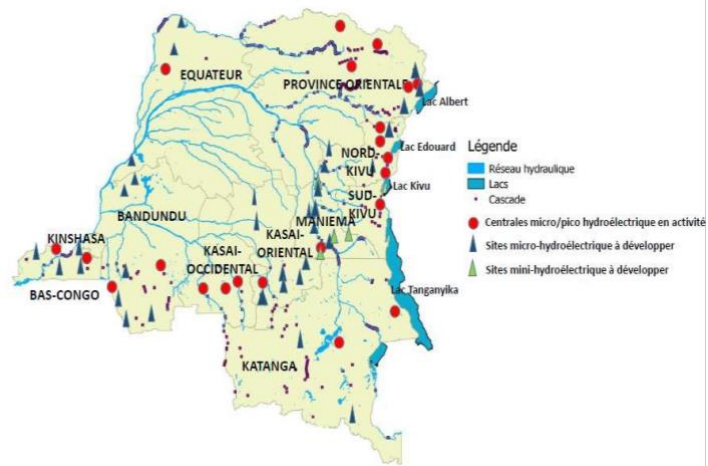 EQUATEUR
PROVINCE ORIENTALE
Lac Albert
Lac Edouard
NORD-
KIVU
Lac Kivu
SUD-
KIVU
MANIEMA
BANDUNDU
KINSHASA
KASAI-
OCCIDENTAL
KASAI-
ORIENTAL
BAS-CONGO
Lac Tanganyika
KATANGA
Légende
Réseau hydraulique
Lacs
Cascade
Centrales micro/pico hydroélectrique en activité
Sites micro-hydroélectrique à développer
Sites mini-hydroélectrique à développer